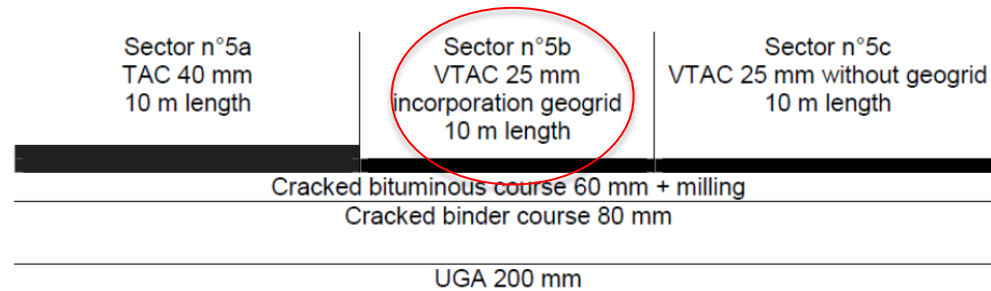 Sector n°5a
TAC 40 mm
10 m length
Sector n°5b
VTAC 25 mm
incorporation geogrid
10 m length
Sector n°5c
VTAC 25 mm without geogrid
10 m length
Cracked bituminous course 60 mm + milling
Cracked binder course 80 mm
UGA 200 mm